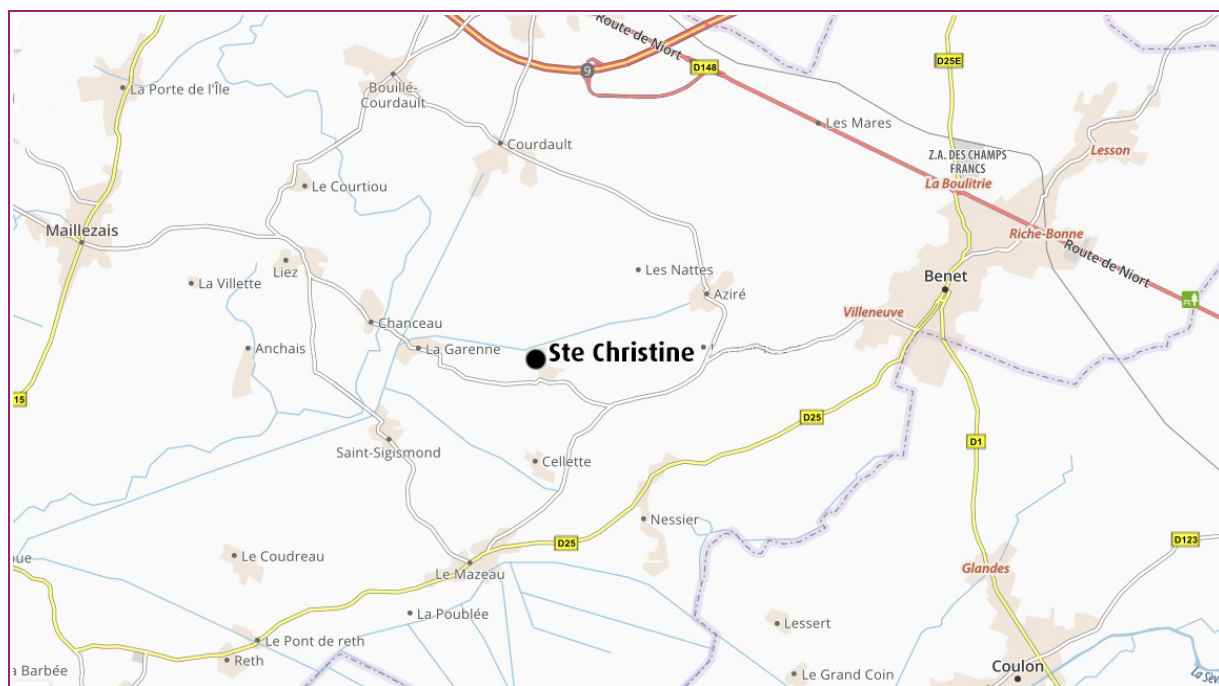 Route de Niort
9
D148
D25E
La Porte de l'Île
Bouillé-
Courdault
Les Mares
Courdault
Z.A. DES CHAMPS
FRANCS
Lesson
La Boulitrie
Le Courtiou
Maillezais
Riche-Bonne
Route de Niort
Liez
La Villette
Les Nattes
Aziré
Benet
Villeneuve
Chanceau
Anchais
La Garenne
Ste Christine
15
D25
D1
Saint-Sigismond
Cellette
Nessier
D25
D123
Le Coudreau
Le Mazeau
Glandes
La Poublée
Lessert
Le Pont de reth
Reth
Barbée
Le Grand Coin
Coulon
La Sèv